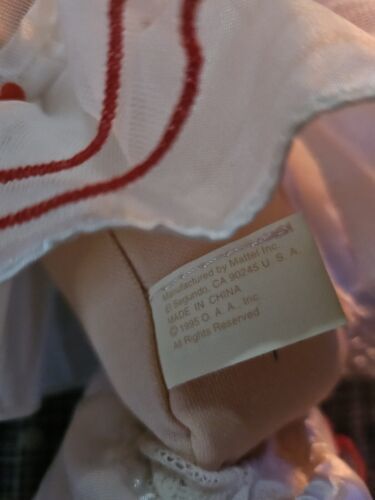 Manufactured by Mattel Inc.
El Segundo, CA 90245 U.S.A.
MADE IN CHINA
© 1995 O.A.A. Inc.
All Rights Reserved